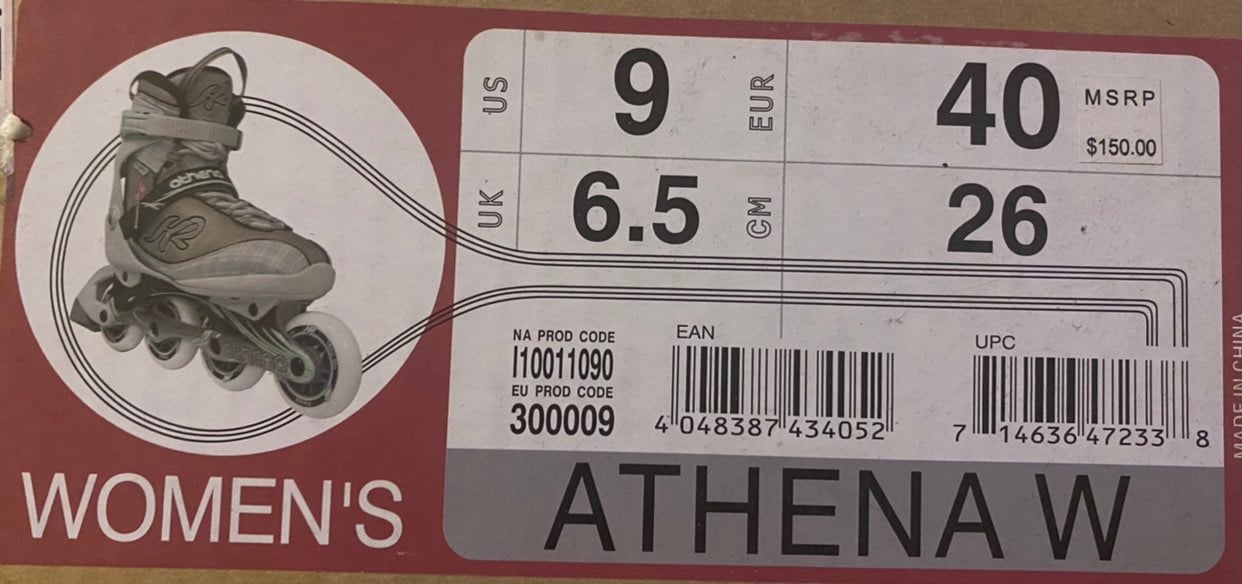 US 9 EUR 40 MSRP
$150.00
UK 6.5 CM 26
athena
K2
NA PROD CODE
I10011090
EU PROD CODE
300009
EAN
4 048387 434052
UPC
7 14636 47233 8
MADE IN CHINA
WOMEN'S
ATHENA W